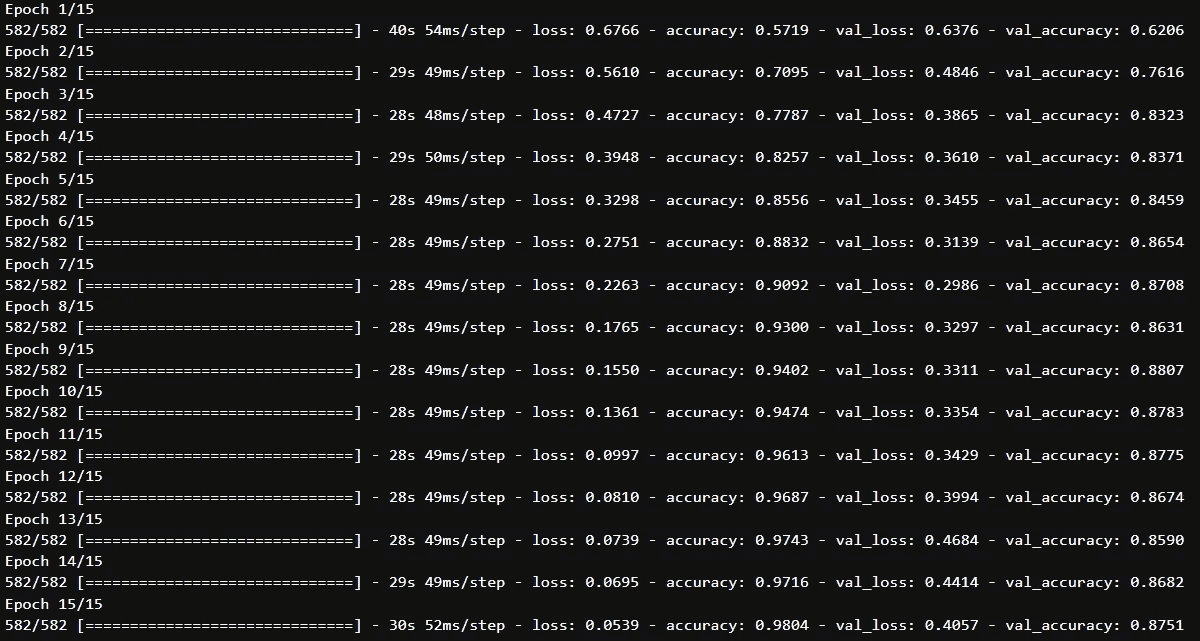 Epoch 1/15
582/582 [==============================] - 40s 54ms/step - loss: 0.6766 - accuracy: 0.5719 - val_loss: 0.6376 - val_accuracy: 0.6206
Epoch 2/15
582/582 [==============================] - 29s 49ms/step - loss: 0.5610 - accuracy: 0.7095 - val_loss: 0.4846 - val_accuracy: 0.7616
Epoch 3/15
582/582 [==============================] - 28s 48ms/step - loss: 0.4727 - accuracy: 0.7787 - val_loss: 0.3865 - val_accuracy: 0.8323
Epoch 4/15
582/582 [==============================] - 29s 50ms/step - loss: 0.3948 - accuracy: 0.8257 - val_loss: 0.3610 - val_accuracy: 0.8371
Epoch 5/15
582/582 [==============================] - 28s 49ms/step - loss: 0.3298 - accuracy: 0.8556 - val_loss: 0.3455 - val_accuracy: 0.8459
Epoch 6/15
582/582 [==============================] - 28s 49ms/step - loss: 0.2751 - accuracy: 0.8832 - val_loss: 0.3139 - val_accuracy: 0.8654
Epoch 7/15
582/582 [==============================] - 28s 49ms/step - loss: 0.2263 - accuracy: 0.9092 - val_loss: 0.2986 - val_accuracy: 0.8708
Epoch 8/15
582/582 [==============================] - 28s 49ms/step - loss: 0.1765 - accuracy: 0.9300 - val_loss: 0.3297 - val_accuracy: 0.8631
Epoch 9/15
582/582 [==============================] - 28s 49ms/step - loss: 0.1550 - accuracy: 0.9402 - val_loss: 0.3311 - val_accuracy: 0.8807
Epoch 10/15
582/582 [==============================] - 28s 49ms/step - loss: 0.1361 - accuracy: 0.9474 - val_loss: 0.3354 - val_accuracy: 0.8783
Epoch 11/15
582/582 [==============================] - 28s 49ms/step - loss: 0.0997 - accuracy: 0.9613 - val_loss: 0.3429 - val_accuracy: 0.8775
Epoch 12/15
582/582 [==============================] - 28s 49ms/step - loss: 0.0810 - accuracy: 0.9687 - val_loss: 0.3994 - val_accuracy: 0.8674
Epoch 13/15
582/582 [==============================] - 28s 49ms/step - loss: 0.0739 - accuracy: 0.9743 - val_loss: 0.4684 - val_accuracy: 0.8590
Epoch 14/15
582/582 [==============================] - 29s 49ms/step - loss: 0.0695 - accuracy: 0.9716 - val_loss: 0.4414 - val_accuracy: 0.8682
Epoch 15/15
582/582 [==============================] - 30s 52ms/step - loss: 0.0539 - accuracy: 0.9804 - val_loss: 0.4057 - val_accuracy: 0.8751